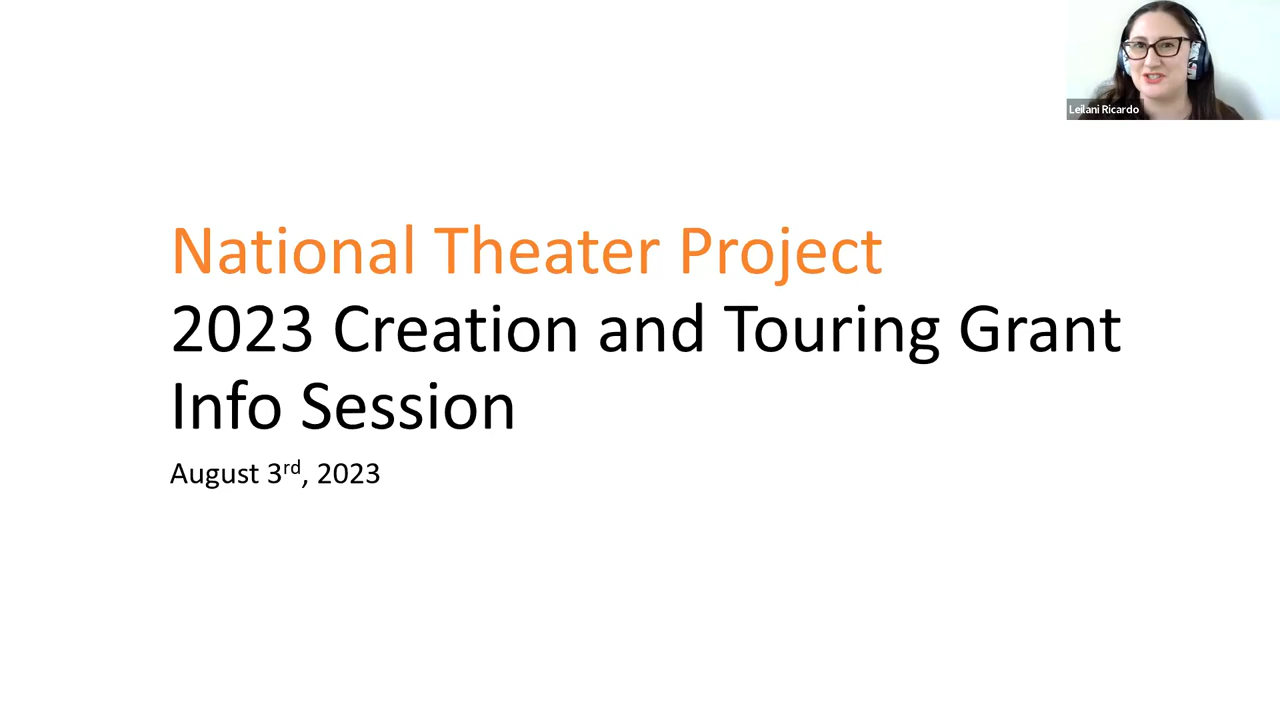 Leilani Ricardo
National Theater Project
2023 Creation and Touring Grant
Info Session
August 3rd, 2023